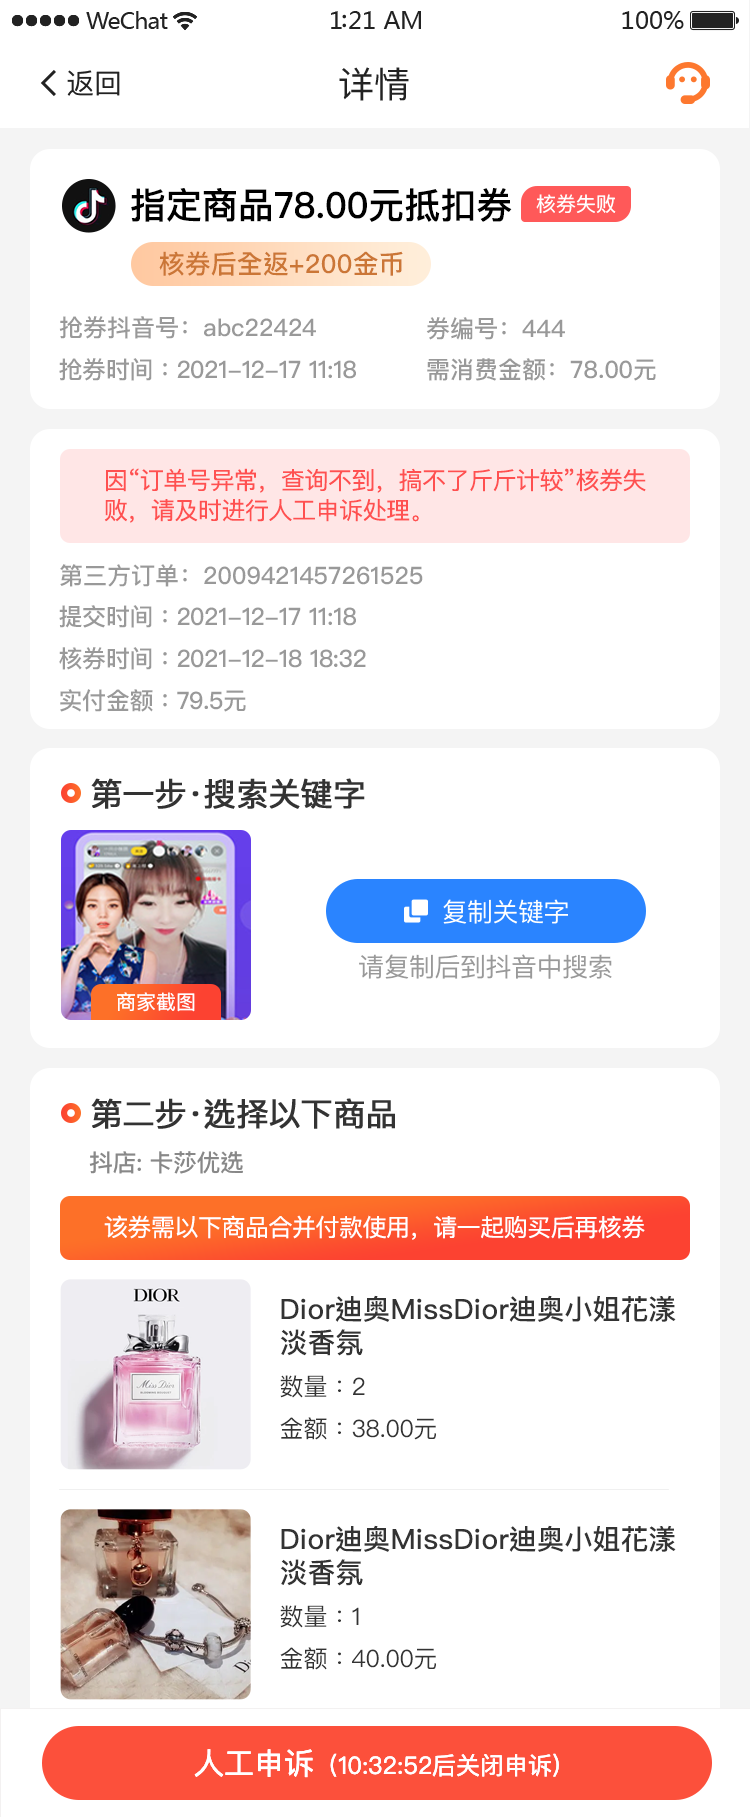 WeChat 1:21 AM 100%
返回 详情
指定商品78.00元抵扣券 核券失败
核券后全返+200金币
抢券抖音号：abc22424 券编号：444
抢券时间：2021-12-17 11:18 需消费金额：78.00元
因“订单号异常，查询不到，搞不了斤斤计较”核券失
败，请及时进行人工申诉处理。
第三方订单：2009421457261525
提交时间：2021-12-17 11:18
核券时间：2021-12-18 18:32
实付金额：79.5元
第一步·搜索关键字
复制关键字
请复制后到抖音中搜索
商家截图
第二步·选择以下商品
抖店: 卡莎优选
该券需以下商品合并付款使用，请一起购买后再核券
DIOR
Miss Dior
Dior迪奥MissDior迪奥小姐花漾
淡香氛
数量：2
金额：38.00元
Dior迪奥MissDior迪奥小姐花漾
淡香氛
数量：1
金额：40.00元
人工申诉（10:32:52后关闭申诉）